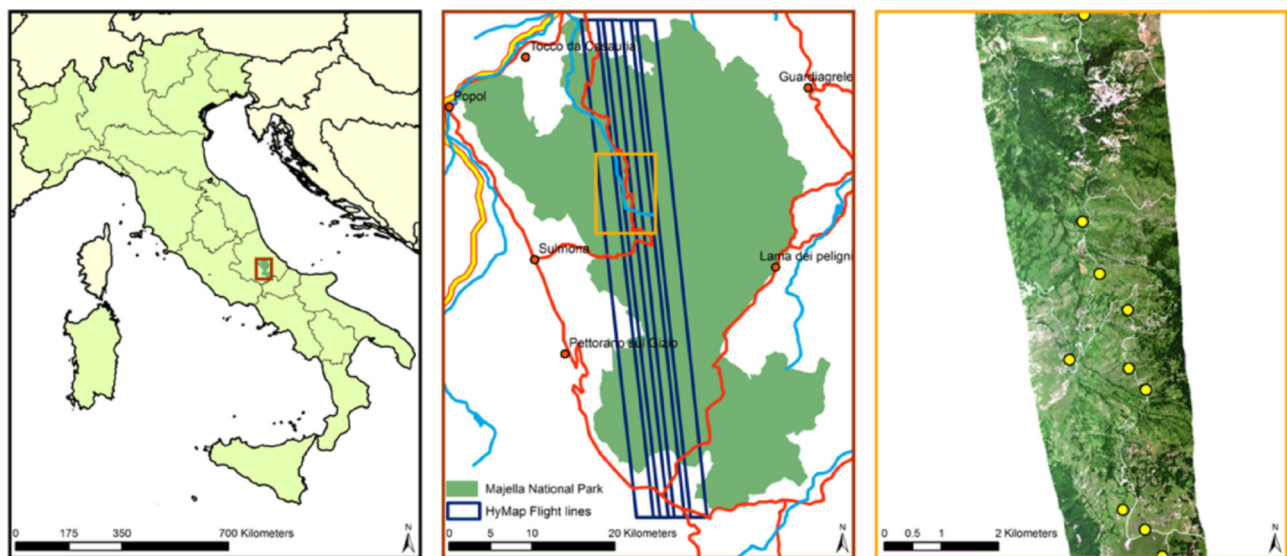 0 175 350 700 Kilometers
N
Tocco da Casauria
Guardiagrele
Popol
Sulmona
Lama dei peligni
Pettorano sul Gizio
Majella National Park
HyMap Flight lines
0 5 10 20 Kilometers
N
0 0.5 1 2 Kilometers
N